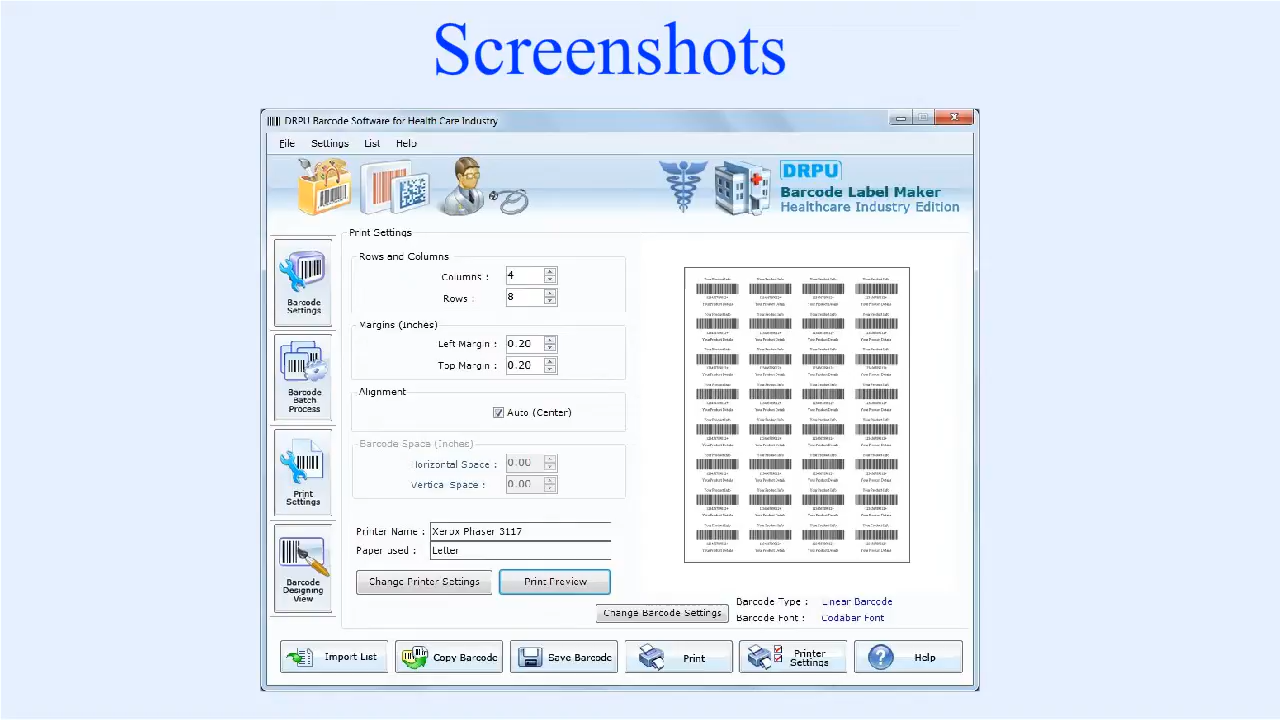 Screenshots
DRPU Barcode Software for Health Care Industry
File Settings List Help
DRPU
Barcode Label Maker
Healthcare Industry Edition
Print Settings
Barcode
Settings
Barcode
Batch
Process
Print
Settings
Barcode
Designing
View
Rows and Columns
Columns : 4
Rows 8
Margins (Inches)
Left Margin : 0.20
Top Margin : 0.20
Alignment
Auto (Center)
Barcode Space (Inches)
Horizontal Space : 0.00
Vertical Space : 0.00
Printer Name : Xerox Phaser 3117
Paper Used : Letter
Change Printer Settings Print Preview
Change Barcode Settings
Barcode Type : Linear Barcode
Barcode Font : Codabar Font
Import List Copy Barcode Save Barcode Print Printer Settings Help